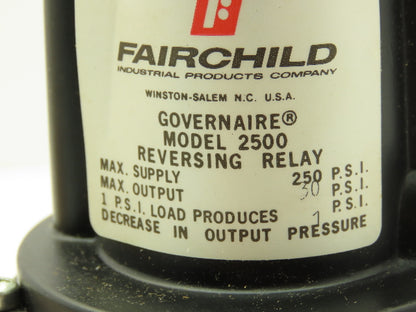 FAIRCHILD
INDUSTRIAL PRODUCTS COMPANY
WINSTON-SALEM N.C. U.S.A.
GOVERNAIRE®
MODEL 2500
REVERSING RELAY
MAX. SUPPLY 250 P.S.I.
MAX. OUTPUT 30 P.S.I.
1 P.S.I. LOAD PRODUCES 1 P.S.I.
DECREASE IN OUTPUT PRESSURE